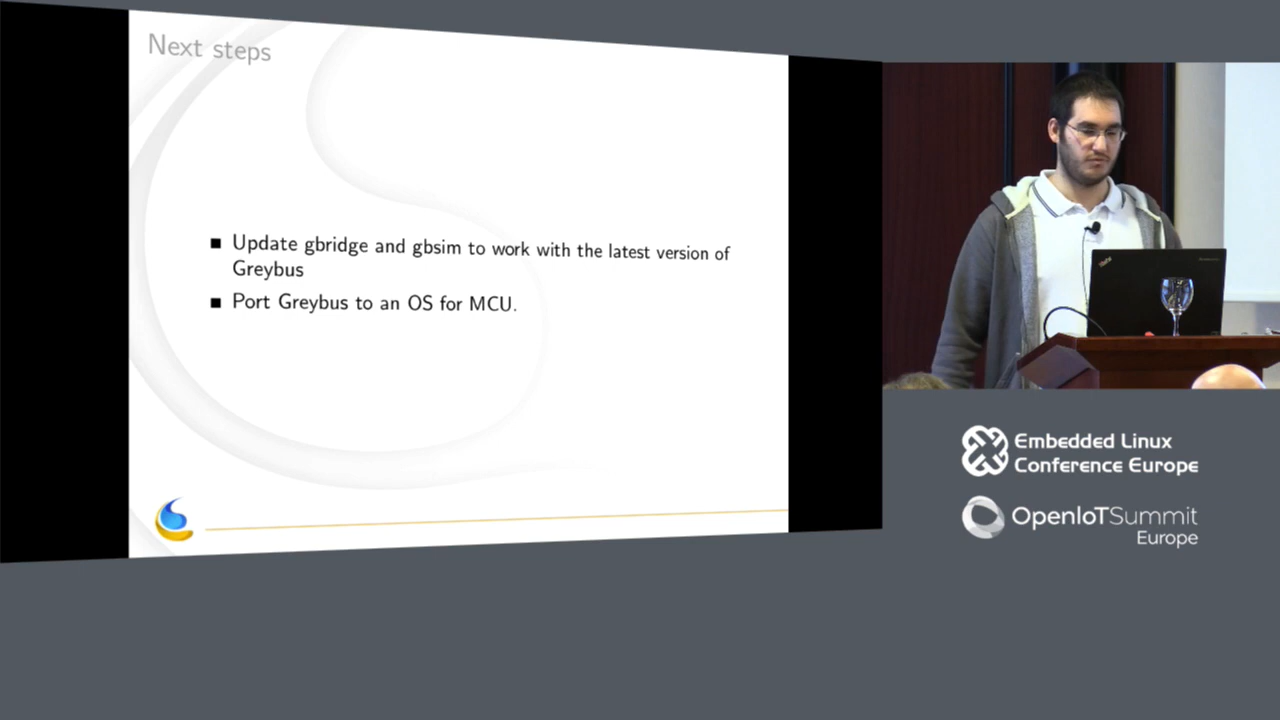 Next steps
Update gbridge and gbsim to work with the latest version of
Greybus
Port Greybus to an OS for MCU.
Embedded Linux
Conference Europe
OpenIoTSummit
Europe